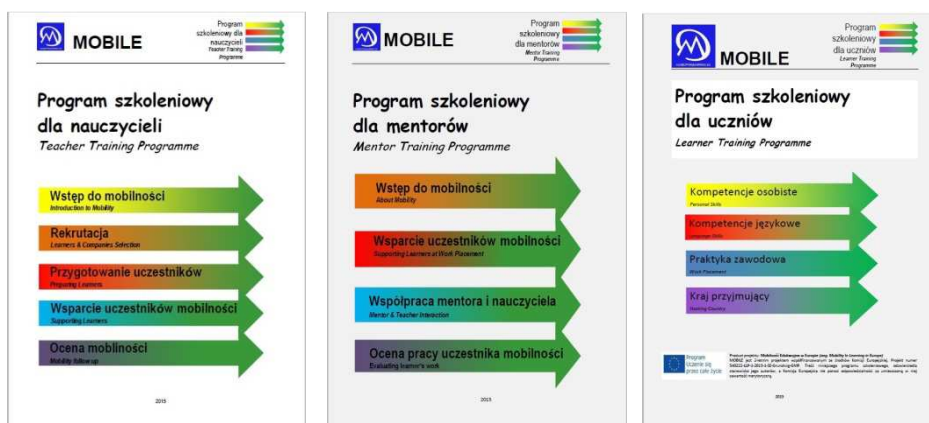 MOBILE
Program
szkoleniowy dla
nauczycieli
Teacher Training
Programme
Program szkoleniowy
dla nauczycieli
Teacher Training Programme
Wstęp do mobilności
Introduction to Mobility
Rekrutacja
Learners & Companies Selection
Przygotowanie uczestników
Preparing Learners
Wsparcie uczestników mobilności
Supporting Learners
Ocena mobliności
Mobility follow up
2015
MOBILE
Program
szkoleniowy
dla mentorów
Mentor Training
Programme
Program szkoleniowy
dla mentorów
Mentor Training Programme
Wstęp do mobilności
About Mobility
Wsparcie uczestników mobilności
Supporting Learners at Work Placement
Współpraca mentora i nauczyciela
Mentor & Teacher Interaction
Ocena pracy uczestnika mobilności
Evaluating learner's work
2015
MOBILE
Program
szkoleniowy
dla uczniów
Learner Training
Programme
Program szkoleniowy
dla uczniów
Learner Training Programme
Kompetencje osobiste
Personal Skills
Kompetencje językowe
Language Skills
Praktyka zawodowa
Work Placement
Kraj przyjmujący
Hosting Country
Program
Uczenie się
przez całe życie
2015